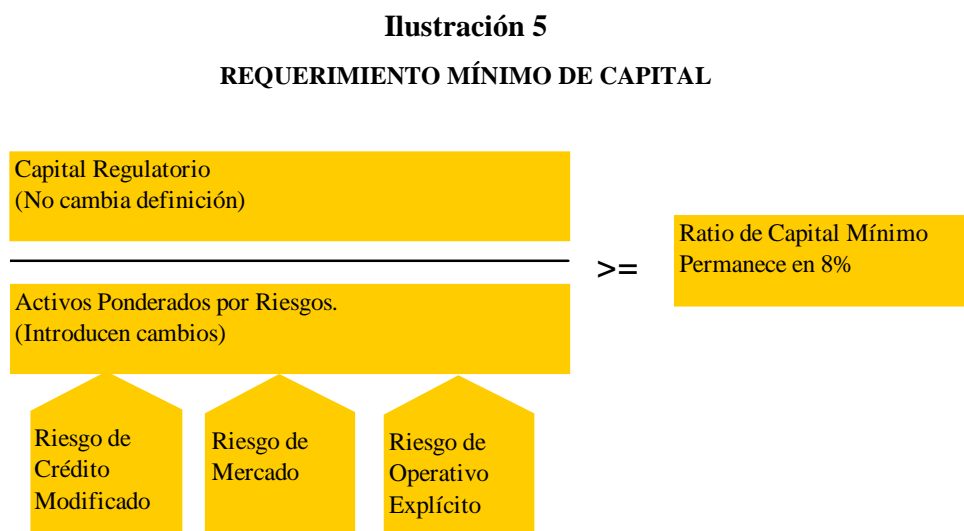 Ilustración 5
REQUERIMIENTO MÍNIMO DE CAPITAL
Capital Regulatorio
(No cambia definición)
>=
Ratio de Capital Mínimo
Permanece en 8%
Activos Ponderados por Riesgos.
(Introducen cambios)
Riesgo de
Crédito
Modificado
Riesgo de
Mercado
Riesgo de
Operativo
Explícito